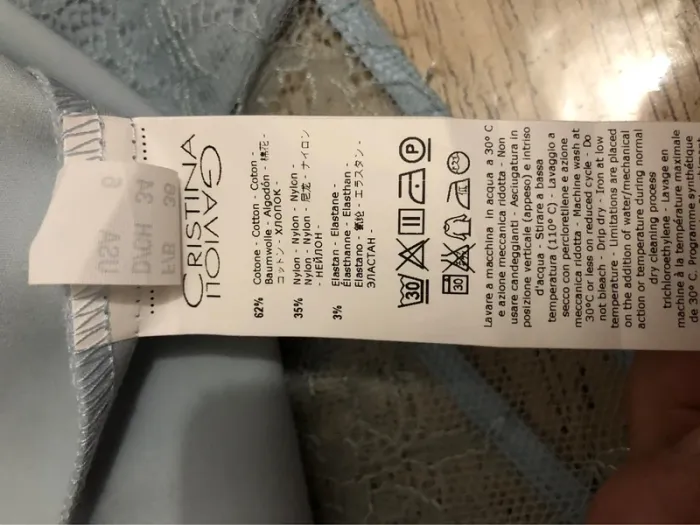 CRISTINA
GAVIOLI
USA 6
D/CH 34
F/B 36
62% Cotone - Cotton - Coton -
Baumwolle - Algodón - 棉花 -
コットン - ХЛОПОК -
35% Nylon - Nylon - Nylon -
Nylon - Nylon - 尼龙 - ナイロン
- НЕЙЛОН -
3% Elastan - Elastane -
Élasthanne - Elasthan -
Elastano - 氨纶 - エラスタン -
ЭЛАСТАН -
30
P
30
Lavare a macchina in acqua a 30° C
e azione meccanica ridotta - Non
usare candeggianti - Asciugatura in
posizione verticale (appeso) e intriso
d'acqua - Stirare a bassa
temperatura (110° C) - Lavaggio a
secco con percloretilene e azione
meccanica ridotta - Machine wash at
30°C or less on reduced cycle - Do
not bleach - Drip dry - Iron at low
temperature - Limitations are placed
on the addition of water/mechanical
action or temperature during normal
dry cleaning process
trichloroethylene - Lavage en
machine à la température maximale
de 30° C. Programme synthétique